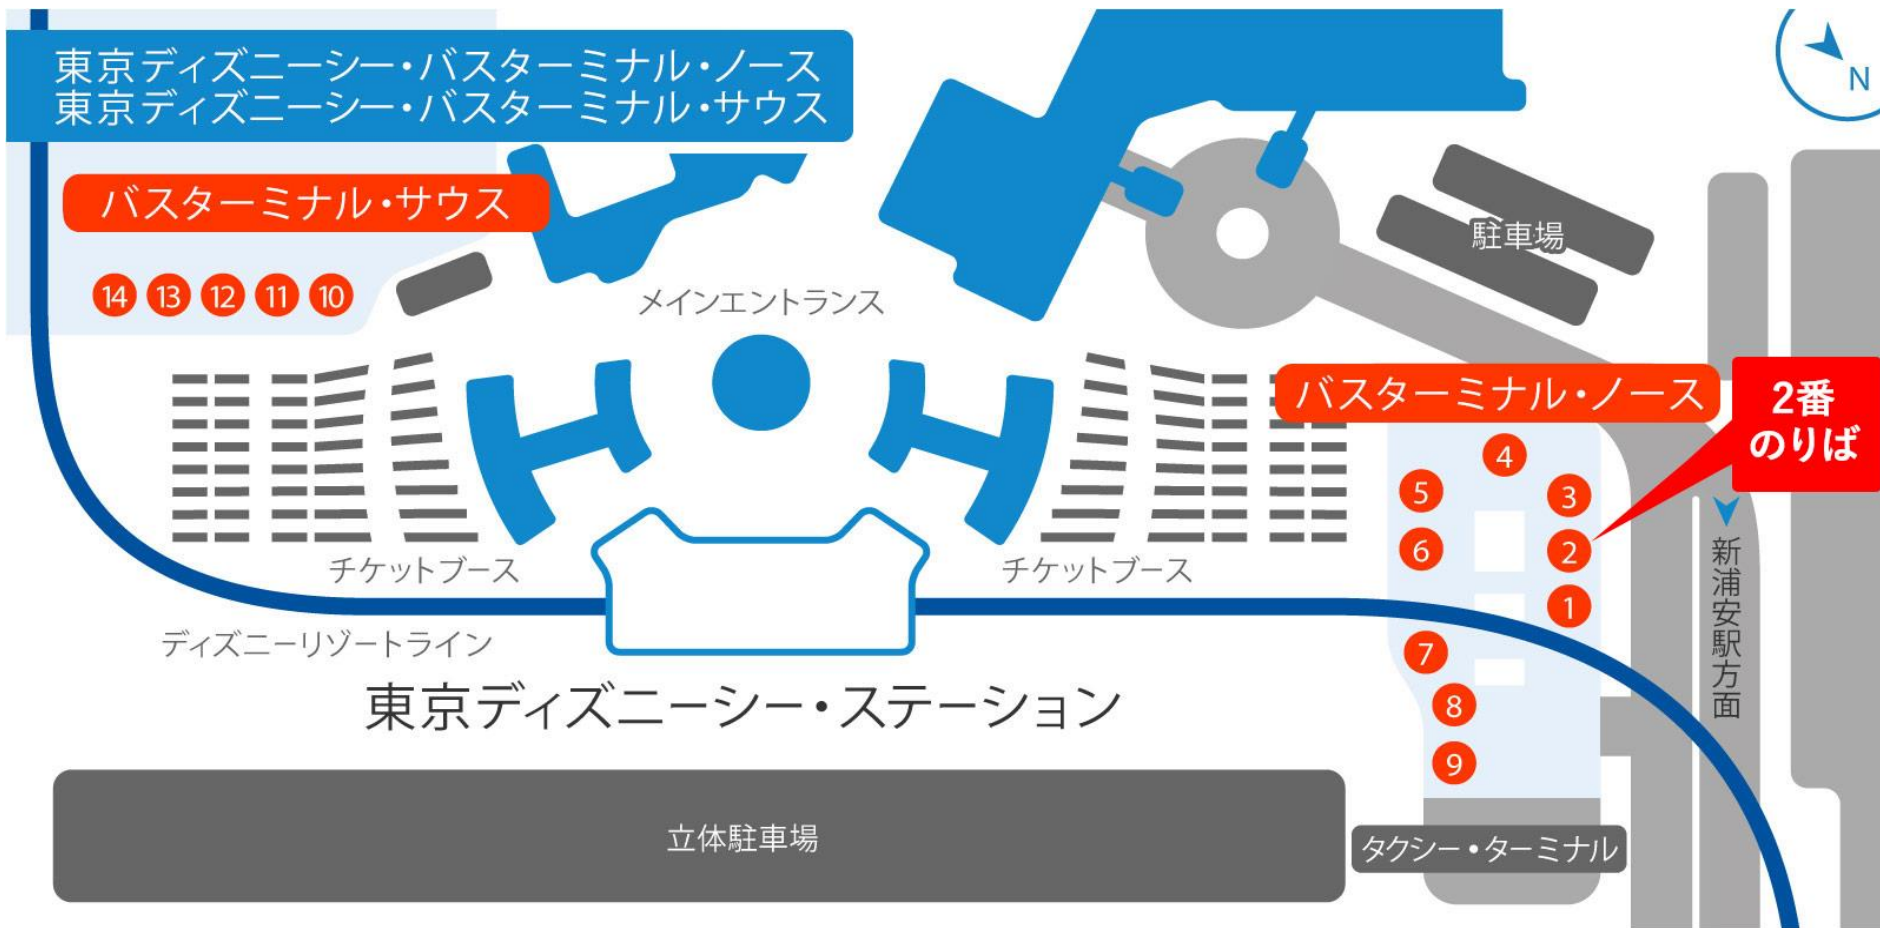 東京ディズニーシー・バスターミナル・ノース
東京ディズニーシー・バスターミナル・サウス
N
バスターミナル・サウス
14 13 12 11 10
メインエントランス
駐車場
バスターミナル・ノース
2番
のりば
4
5
3
6
2
1
7
8
9
新浦安駅方面
チケットブース
チケットブース
ディズニーリゾートライン
東京ディズニーシー・ステーション
立体駐車場
タクシー・ターミナル